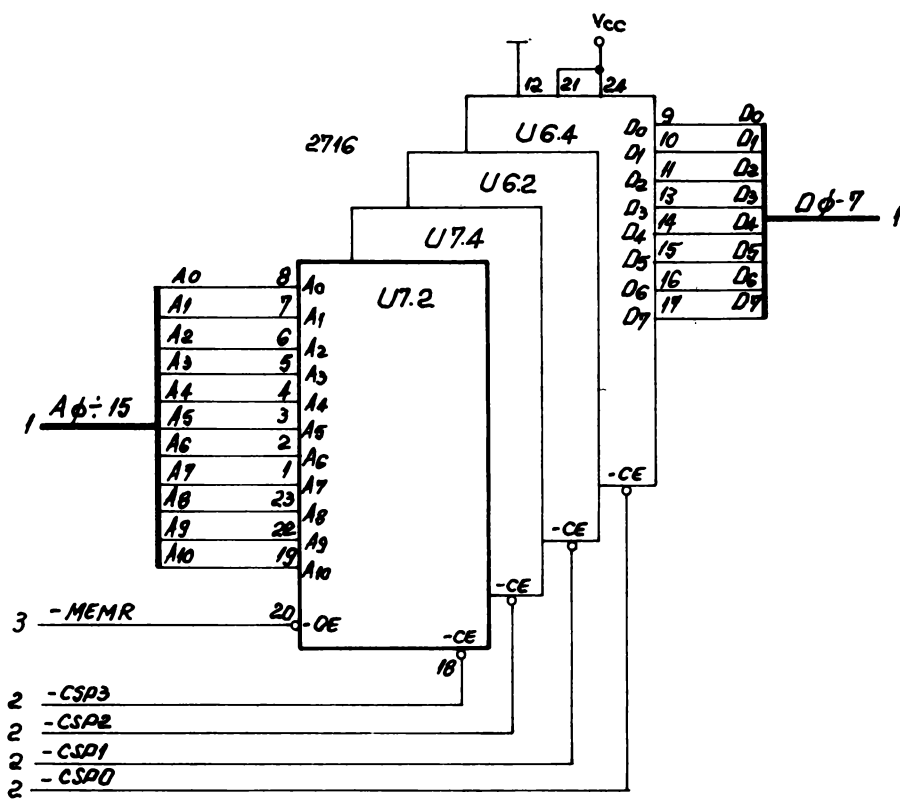 Vcc
12 21 24
2716
U6.4
U6.2
U7.4
U7.2
D0 9 D0
D1 10 D1
D2 11 D2
D3 13 D3
D4 14 D4
D5 15 D5
D6 16 D6
D7 17 D7
Dϕ-7 1
1 Aϕ÷15
A0 8 A0
A1 7 A1
A2 6 A2
A3 5 A3
A4 4 A4
A5 3 A5
A6 2 A6
A7 1 A7
A8 23 A8
A9 22 A9
A10 19 A10
-CE
-CE
-CE
3 -MEMR 20 -OE
-CE
18
2 -CSP3
2 -CSP2
2 -CSP1
2 -CSP0